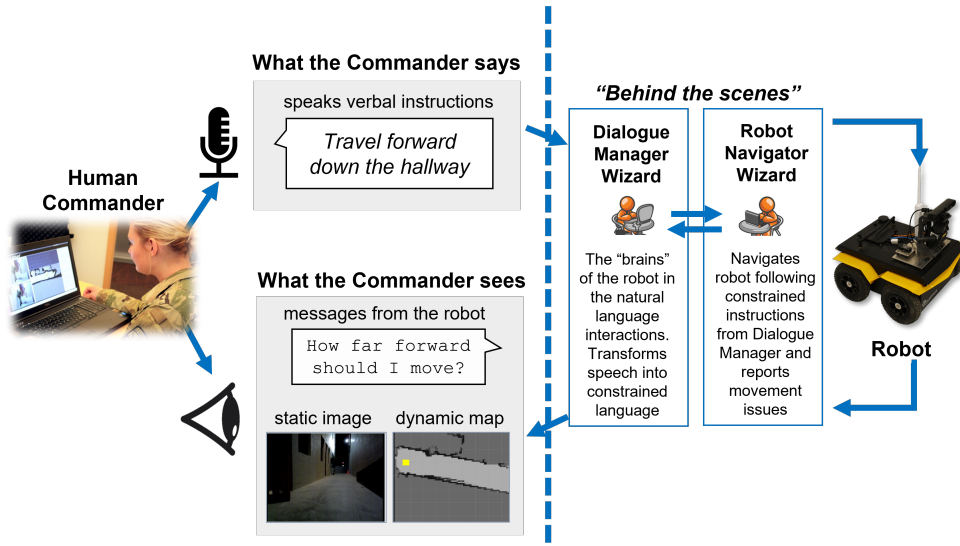 Human
Commander
What the Commander says
speaks verbal instructions
Travel forward
down the hallway
What the Commander sees
messages from the robot
How far forward
should I move?
static image
dynamic map
“Behind the scenes”
Dialogue
Manager
Wizard
The “brains”
of the robot in
the natural
language
interactions.
Transforms
speech into
constrained
language
Robot
Navigator
Wizard
Navigates
robot following
constrained
instructions
from Dialogue
Manager and
reports
movement
issues
Robot